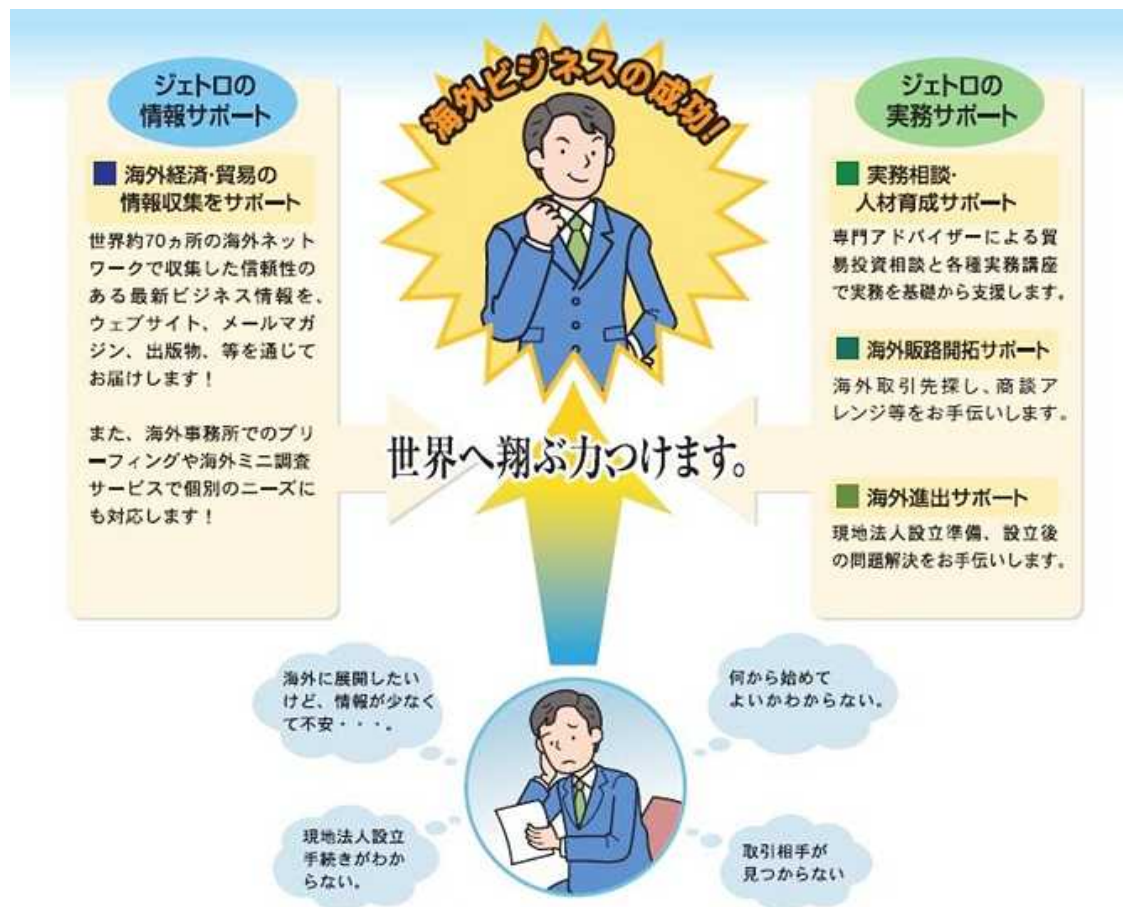 海外ビジネスの成功!
ジェトロの
情報サポート
■ 海外経済・貿易の
情報収集をサポート
世界約70ヵ所の海外ネット
ワークで収集した信頼性の
ある最新ビジネス情報を、
ウェブサイト、メールマガ
ジン、出版物、等を通じて
お届けします!
また、海外事務所でのブリ
ーフィングや海外ミニ調査
サービスで個別のニーズに
も対応します!
ジェトロの
実務サポート
■ 実務相談・
人材育成サポート
専門アドバイザーによる貿
易投資相談と各種実務講座
で実務を基礎から支援します。
■ 海外販路開拓サポート
海外取引先探し、商談ア
レンジ等をお手伝いします。
■ 海外進出サポート
現地法人設立準備、設立後
の問題解決をお手伝いします。
世界へ翔ぶ力、つけます。
海外に展開したい
けど、情報が少なく
て不安・・・。
何から始めて
よいかわからない。
現地法人設立
手続きがわか
らない。
取引相手が
見つからない